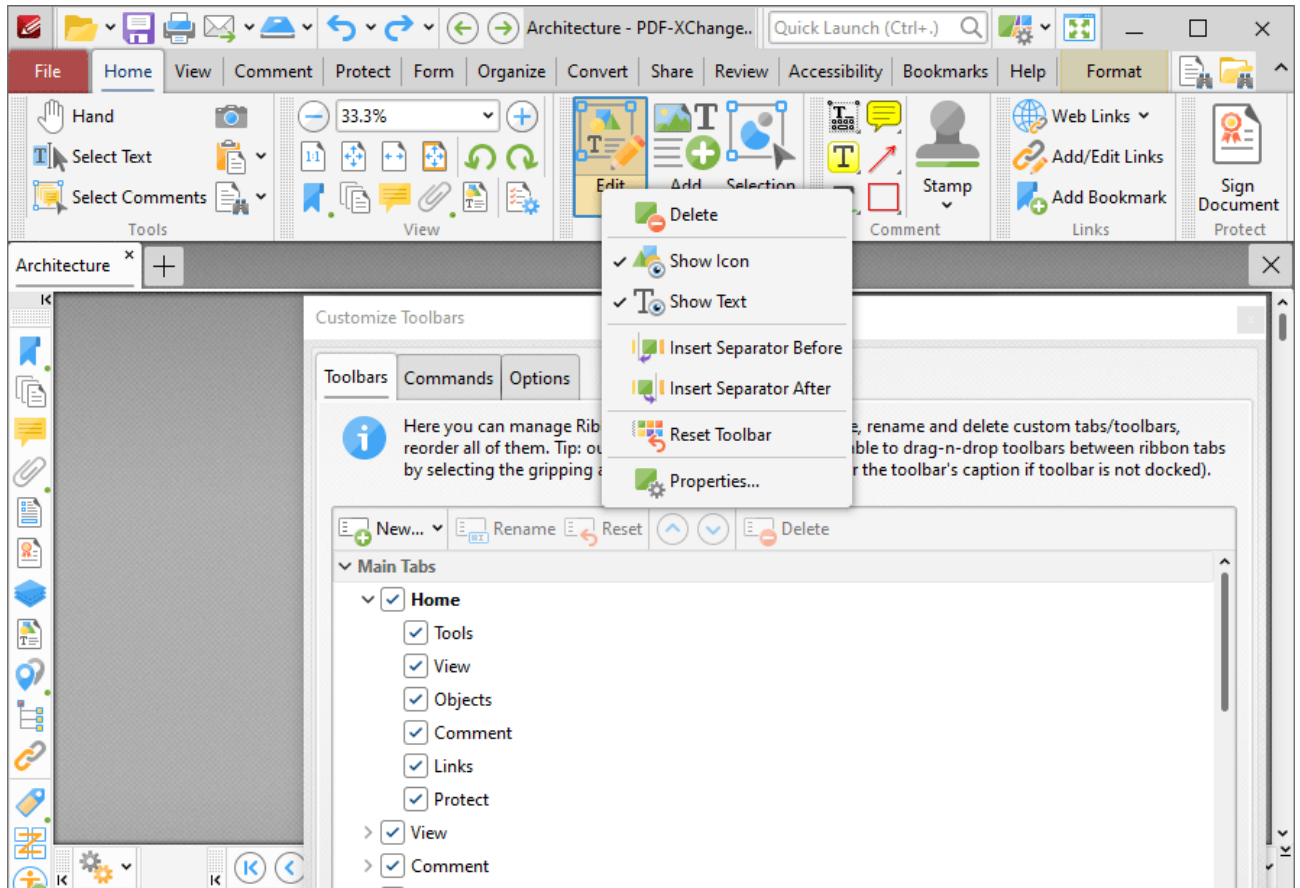 Architecture - PDF-XChange..
Quick Launch (Ctrl+.)
File
Home
View
Comment
Protect
Form
Organize
Convert
Share
Review
Accessibility
Bookmarks
Help
Format
Hand
Select Text
Select Comments
Tools
33.3%
1:1
View
Edit
Add
Selection
Stamp
Comment
Web Links
Add/Edit Links
Add Bookmark
Links
Sign
Document
Protect
Architecture
Delete
Show Icon
Show Text
Insert Separator Before
Insert Separator After
Reset Toolbar
Properties...
Customize Toolbars
Toolbars
Commands
Options
Here you can manage Rib
, rename and delete custom tabs/toolbars,
reorder all of them. Tip: ou
ble to drag-n-drop toolbars between ribbon tabs
by selecting the gripping a
r the toolbar's caption if toolbar is not docked).
New...
Rename
Reset
Delete
Main Tabs
Home
Tools
View
Objects
Comment
Links
Protect
View
Comment